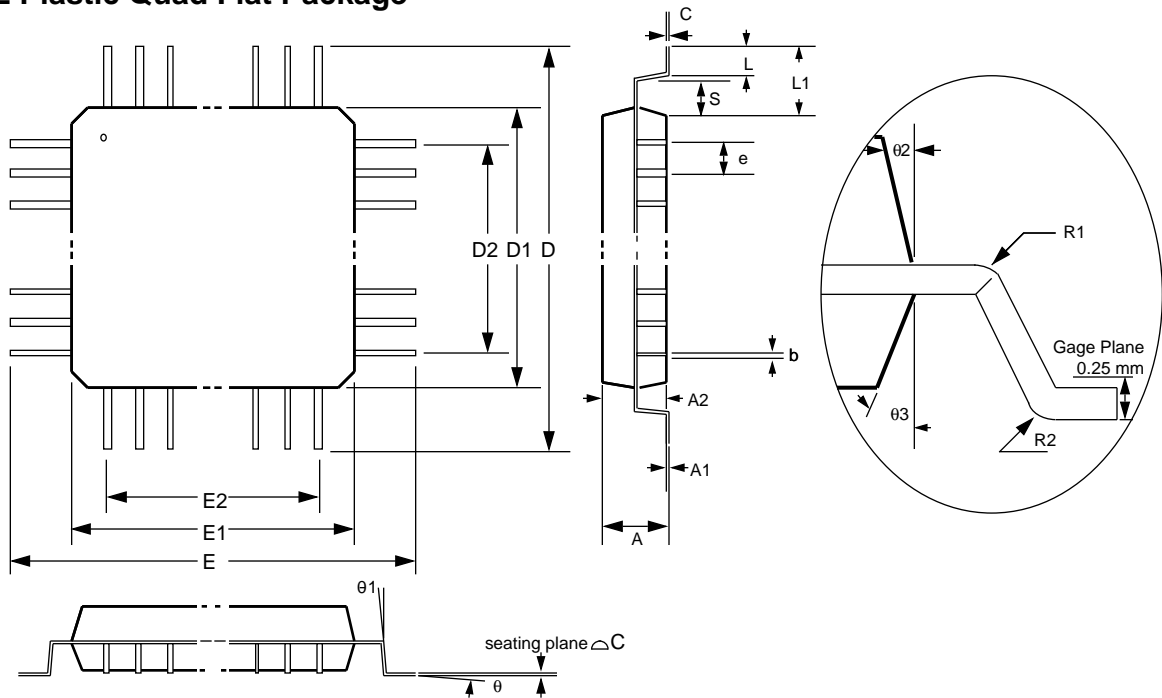 Plastic Quad Flat Package
C
L
L1
S
e
θ2
R1
D2
D1
D
b
Gage Plane
0.25 mm
A2
θ3
R2
A1
E2
E1
A
E
θ1
seating plane ⌓C
θ